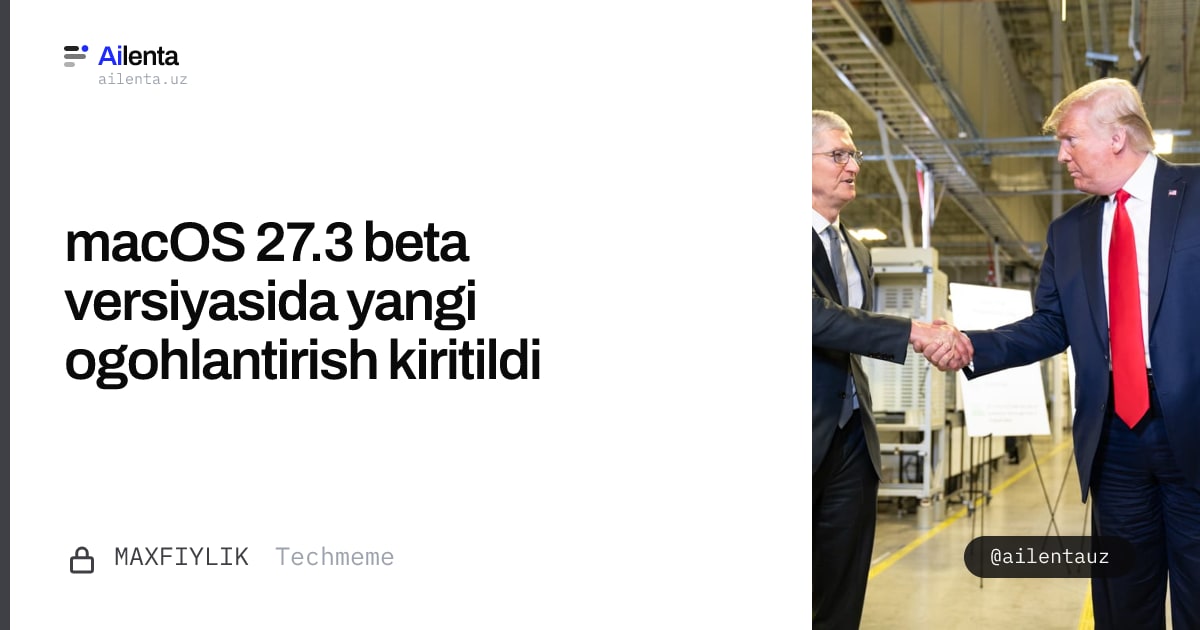 Ailenta
ailenta.uz
macOS 27.3 beta
versiyasida yangi
ogohlantirish kiritildi
MAXFIYLIK Techmeme
@ailentauz